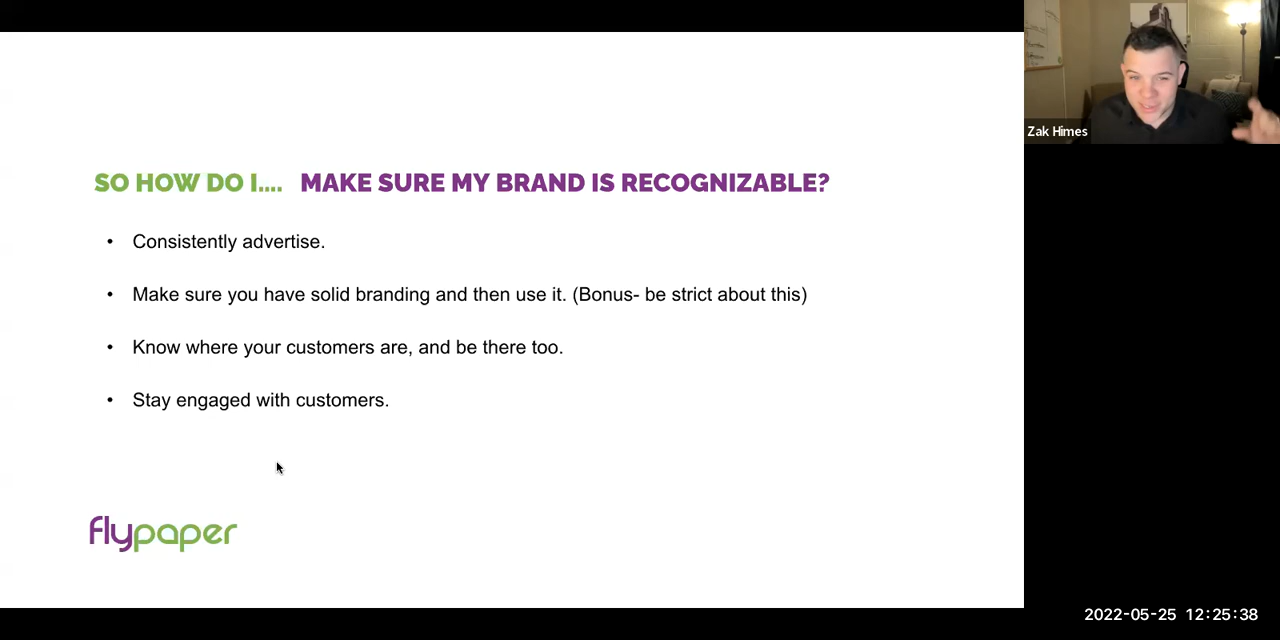 Zak Himes
SO HOW DO I.... MAKE SURE MY BRAND IS RECOGNIZABLE?
• Consistently advertise.
• Make sure you have solid branding and then use it. (Bonus- be strict about this)
• Know where your customers are, and be there too.
• Stay engaged with customers.
flypaper
2022-05-25 12:25:38